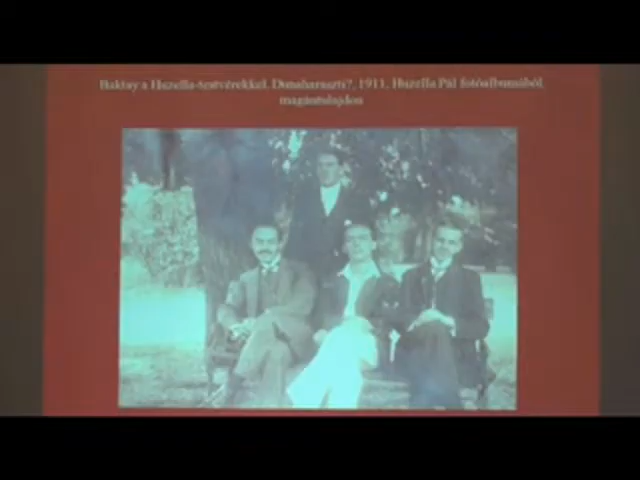 Baktay a Huzella-testvérekkel. Dunaharaszti?, 1911. Huzella Pál fotóalbumából,
magántulajdon